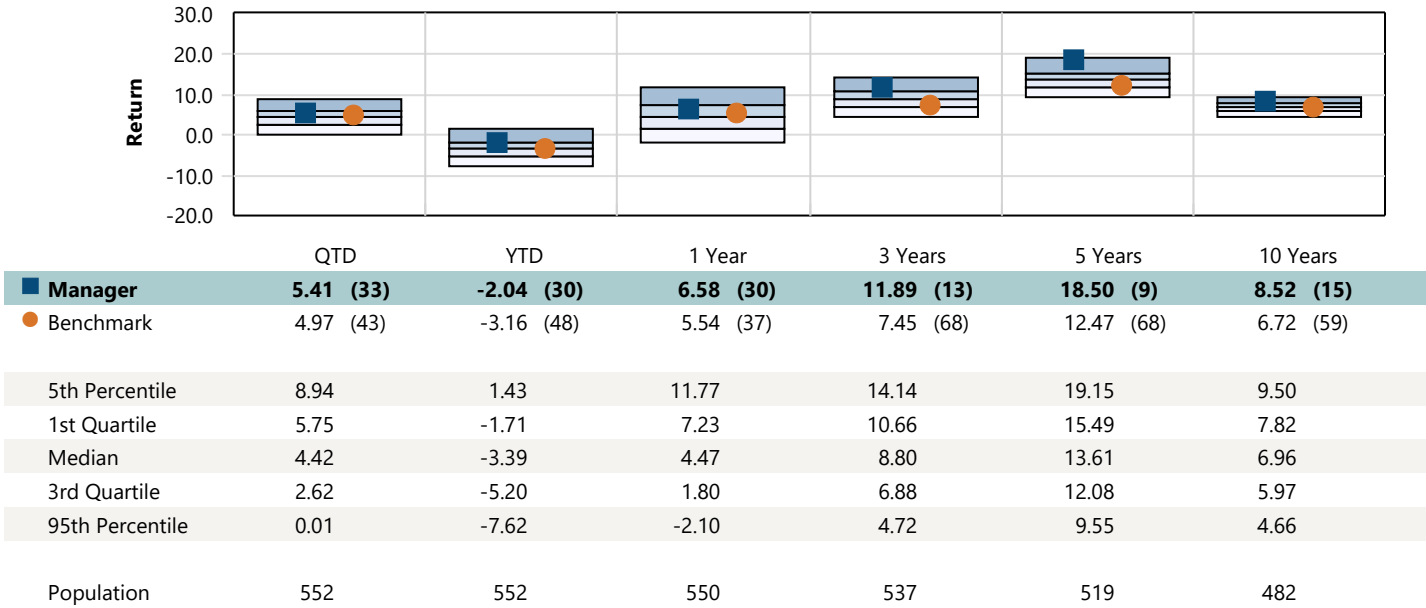 30.0
20.0
10.0
0.0
-10.0
-20.0
Return
QTD YTD 1 Year 3 Years 5 Years 10 Years
Manager 5.41 (33) -2.04 (30) 6.58 (30) 11.89 (13) 18.50 (9) 8.52 (15)
Benchmark 4.97 (43) -3.16 (48) 5.54 (37) 7.45 (68) 12.47 (68) 6.72 (59)
5th Percentile 8.94 1.43 11.77 14.14 19.15 9.50
1st Quartile 5.75 -1.71 7.23 10.66 15.49 7.82
Median 4.42 -3.39 4.47 8.80 13.61 6.96
3rd Quartile 2.62 -5.20 1.80 6.88 12.08 5.97
95th Percentile 0.01 -7.62 -2.10 4.72 9.55 4.66
Population 552 552 550 537 519 482